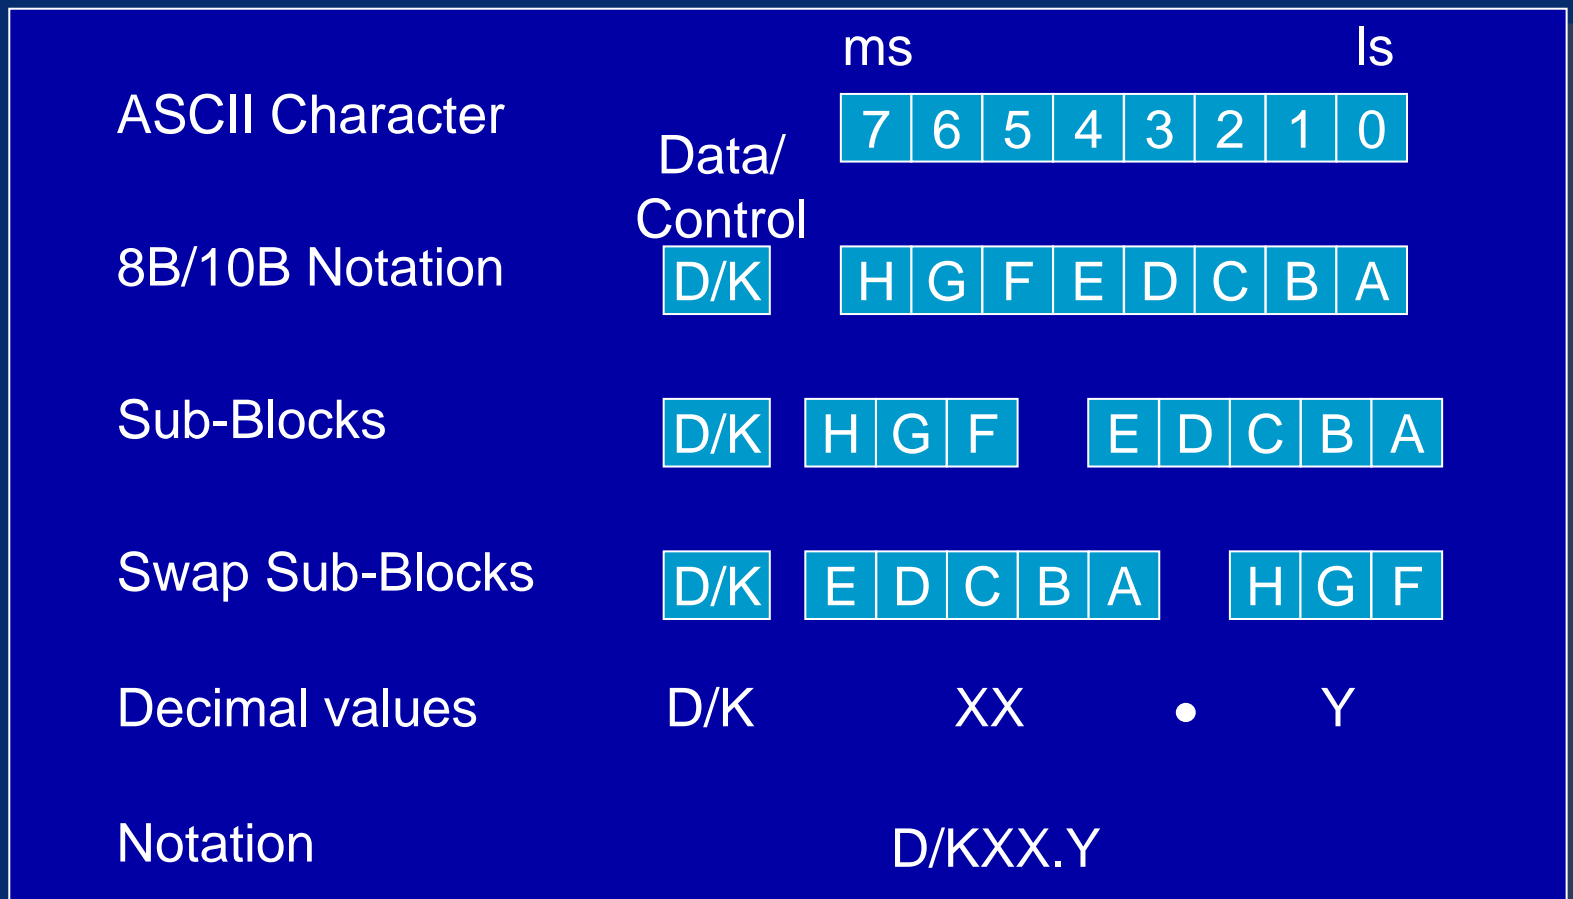 ms ls
ASCII Character 7 6 5 4 3 2 1 0
Data/
Control
8B/10B Notation D/K H G F E D C B A
Sub-Blocks D/K H G F E D C B A
Swap Sub-Blocks D/K E D C B A H G F
Decimal values D/K XX • Y
Notation D/KXX.Y